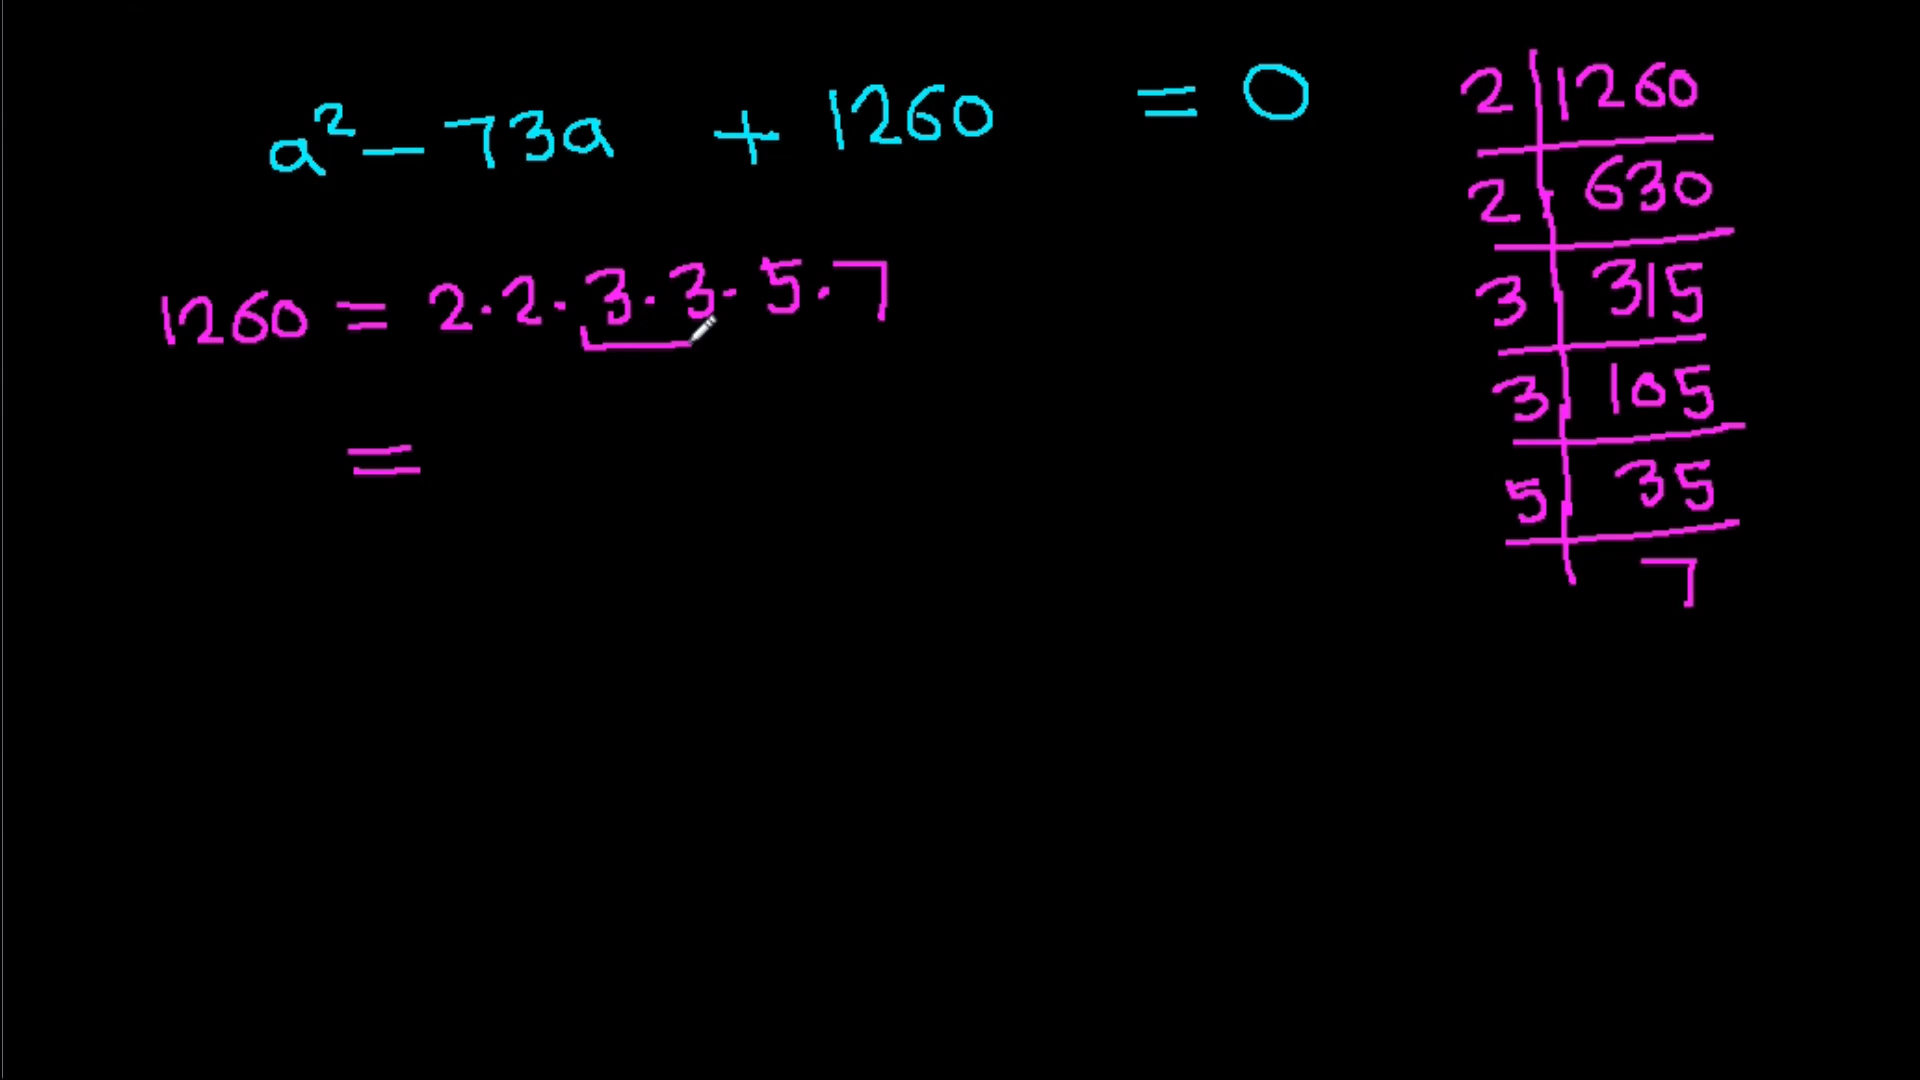 a² – 73a + 1260 = 0
1260 = 2·2·3·3·5·7
=
2 | 1260
2 | 630
3 | 315
3 | 105
5 | 35
7